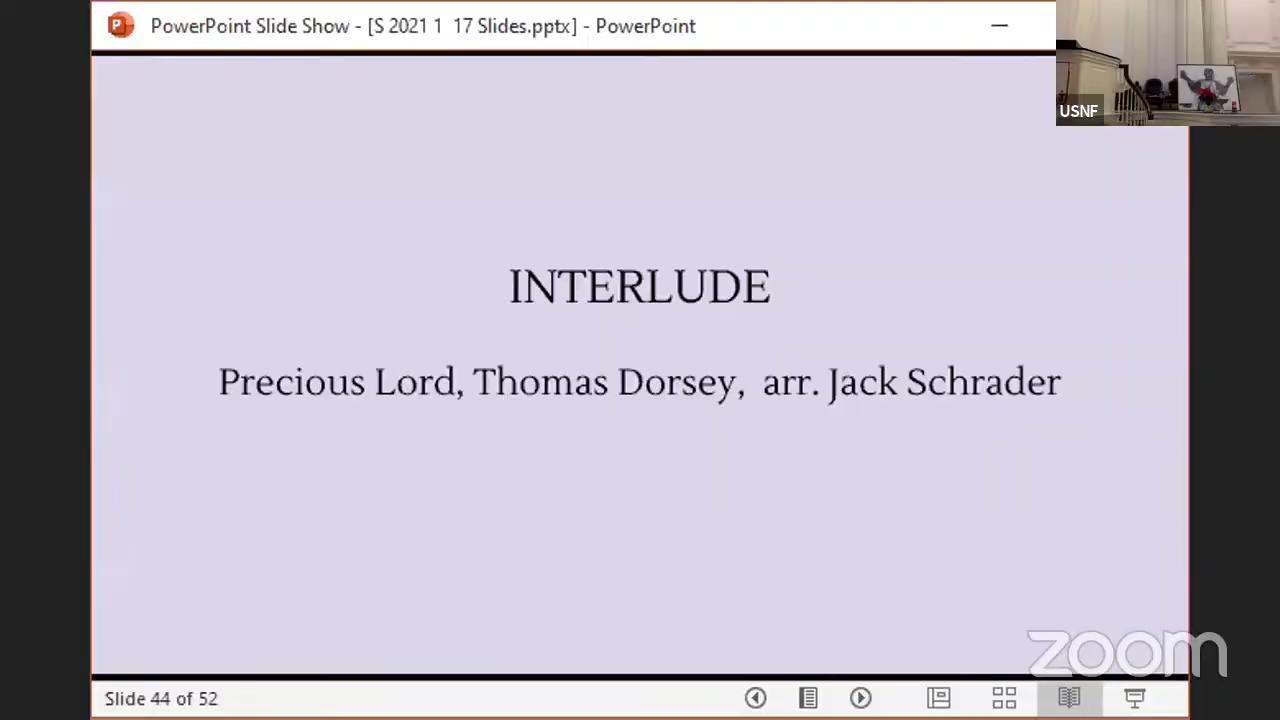 PowerPoint Slide Show - [S 2021 1  17 Slides.pptx] - PowerPoint
USNF
INTERLUDE
Precious Lord, Thomas Dorsey,  arr. Jack Schrader
zoom
Slide 44 of 52